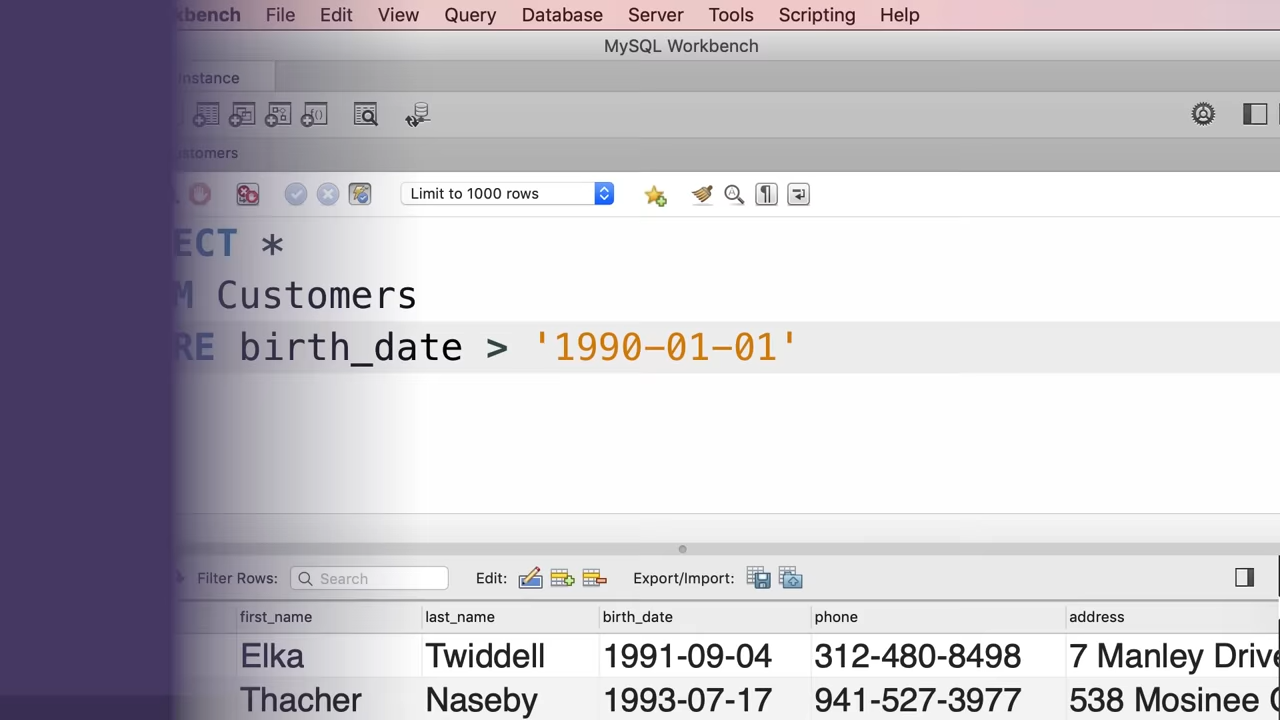 kbench File Edit View Query Database Server Tools Scripting Help
MySQL Workbench
instance
stomers
Limit to 1000 rows
ECT *
M Customers
RE birth_date > '1990-01-01'
Filter Rows: Search Edit: Export/Import:
first_name last_name birth_date phone address
Elka Twiddell 1991-09-04 312-480-8498 7 Manley Drive
Thacher Naseby 1993-07-17 941-527-3977 538 Mosinee